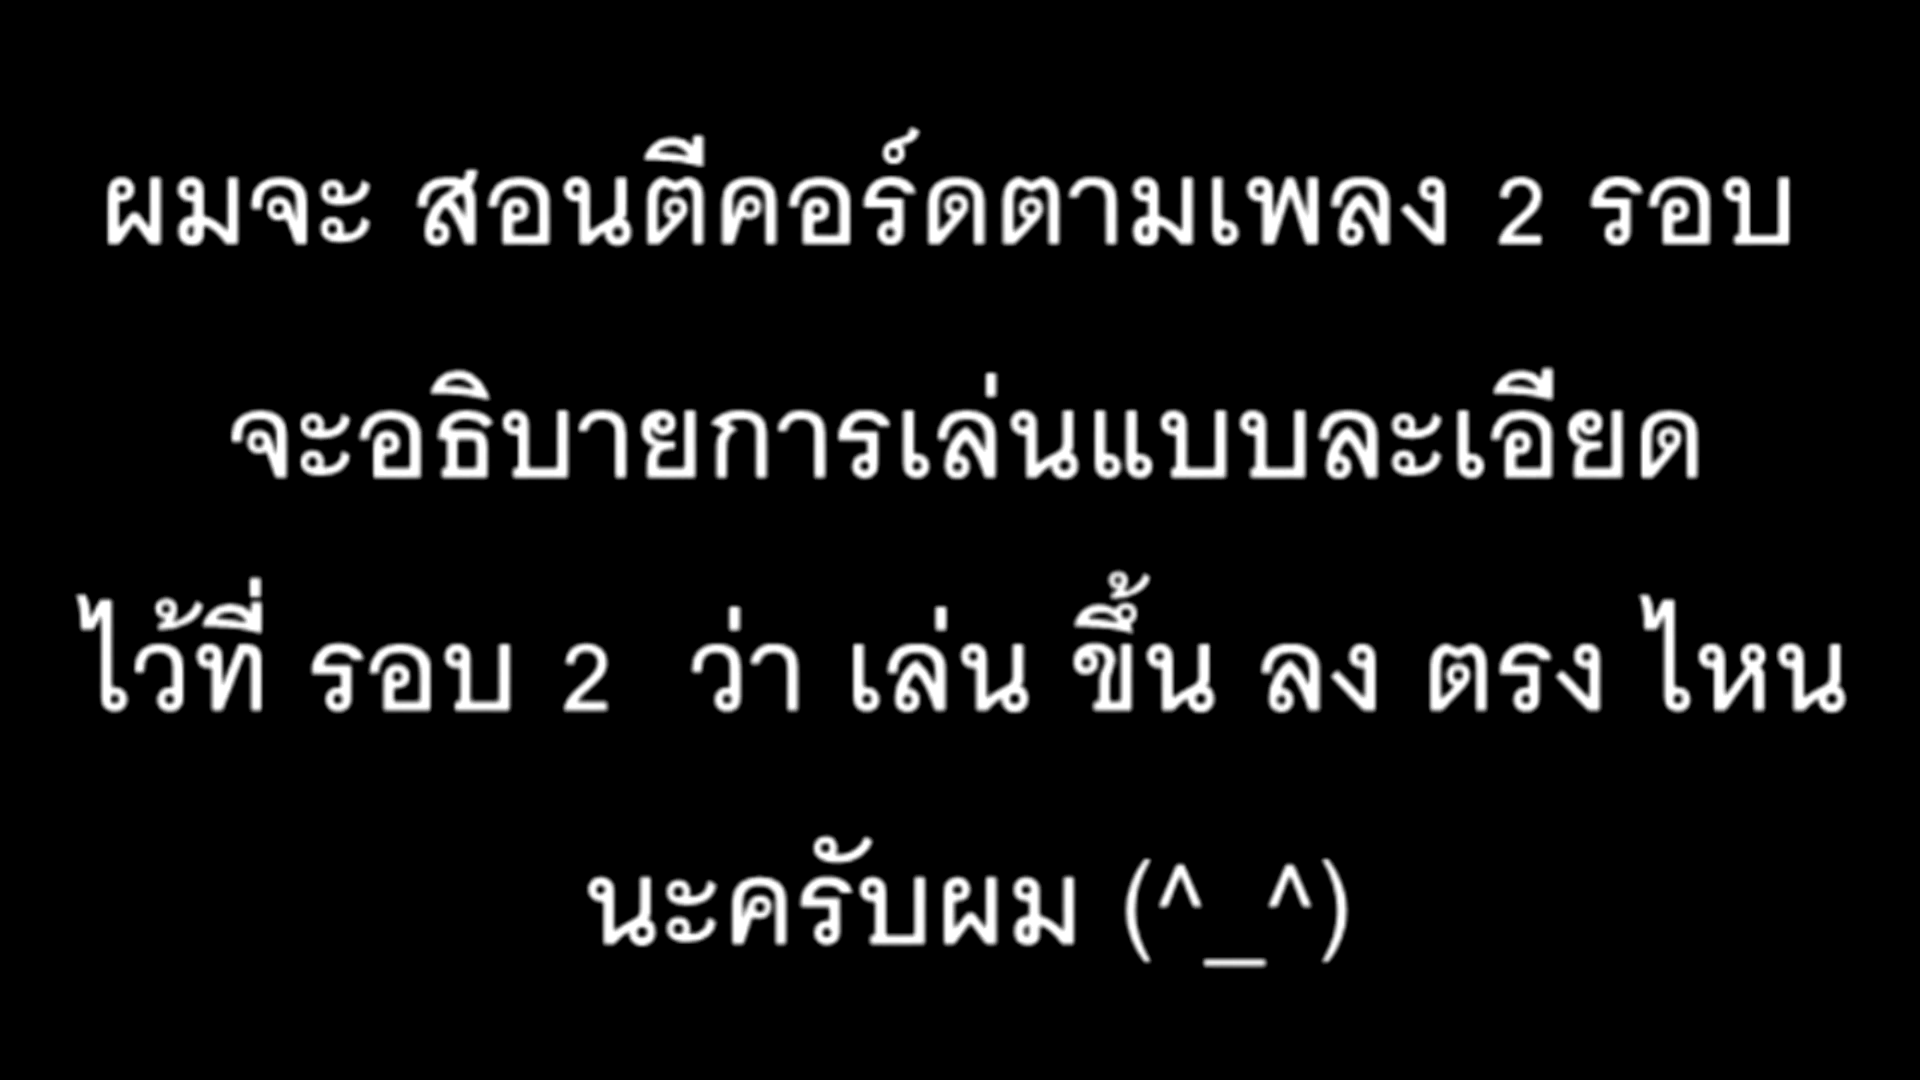 ผมจะ สอนตีคอร์ดตามเพลง 2 รอบ
จะอธิบายการเล่นแบบละเอียด
ไว้ที่ รอบ 2 ว่า เล่น ขึ้น ลง ตรง ไหน
นะครับผม (^_^)